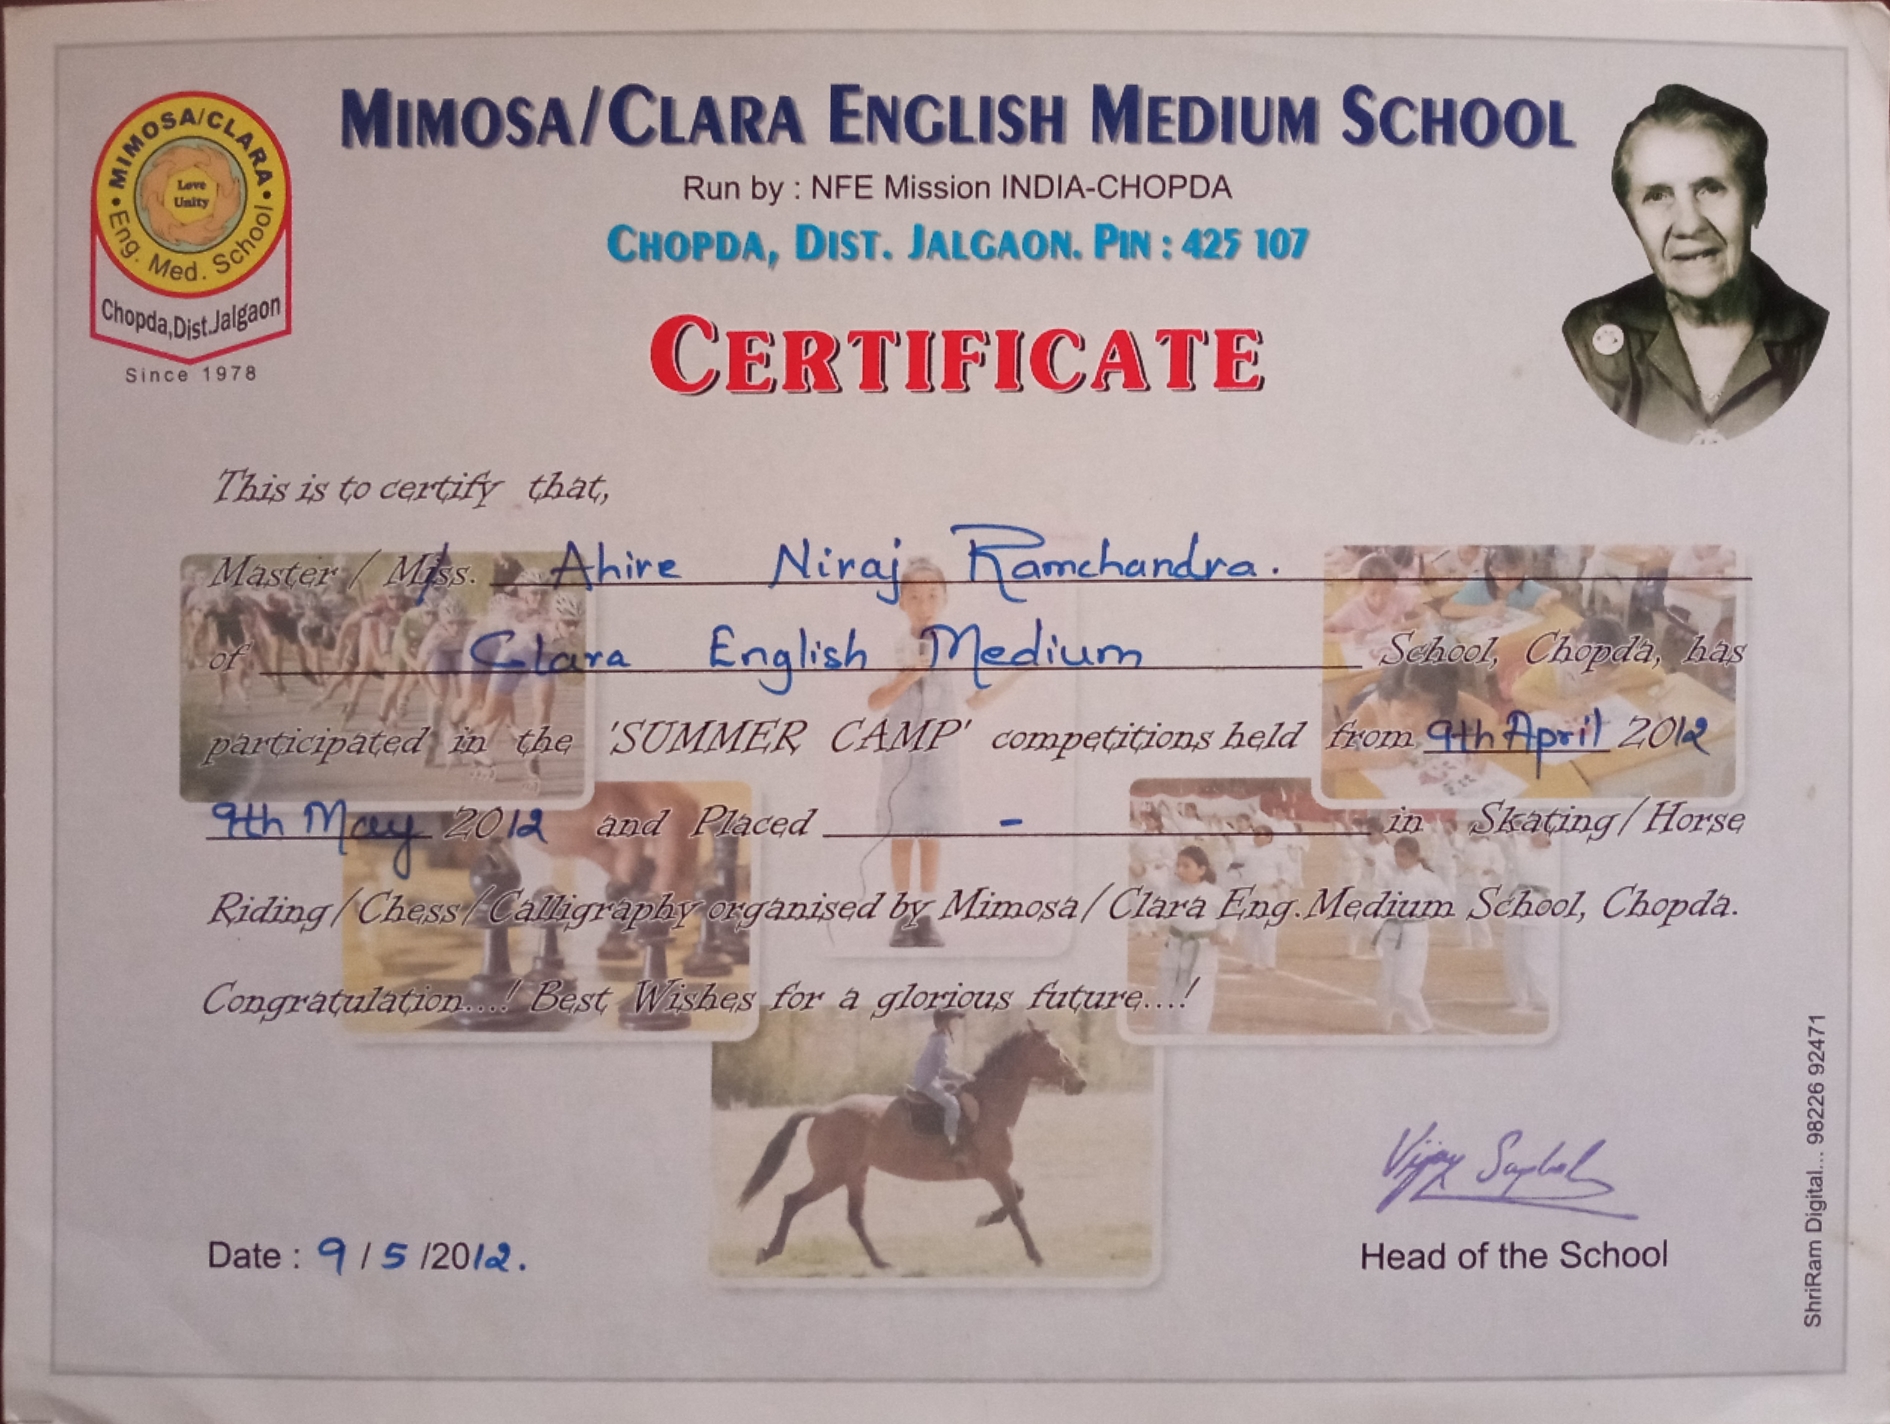 MIMOSA/CLARA
Love
Unity
Eng. Med. School
Chopda,Dist.Jalgaon
Since 1978
MIMOSA/CLARA ENGLISH MEDIUM SCHOOL
Run by : NFE Mission INDIA-CHOPDA
CHOPDA, DIST. JALGAON. PIN : 425 107
CERTIFICATE
This is to certify that,
Master / Miss. Ahire Niraj Ramchandra.
of Clara English Medium School, Chopda, has
participated in the 'SUMMER CAMP' competitions held from 9th April 2012
9th May 2012 and Placed - in Skating/Horse
Riding/Chess/Calligraphy organised by Mimosa/Clara Eng.Medium School, Chopda.
Congratulation....! Best Wishes for a glorious future....!
Date : 9 / 5 /2012.
Vijay
Head of the School
ShriRam Digital... 98226 92471